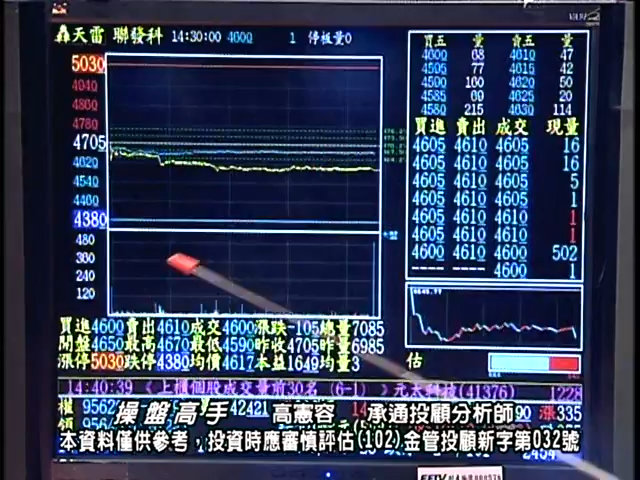 天雷 聯發科 14:30:00 4600 1 停板量0
5030
4940
4860
4780
4705
4620
4540
4460
4380
480
360
240
120
買五 量 賣五 量
4600 68 4610 47
4595 77 4615 42
4590 160 4620 50
4585 60 4625 20
4580 215 4630 114
買進 賣出 成交 現量
4605 4610 4605 16
4605 4610 4605 16
4605 4610 4605 5
4605 4610 4605 1
4605 4610 4610 1
4605 4610 4610 1
4600 4610 4600 502
---- ---- 4600 1
買進4600賣出4610成交4600漲跌-105總量7085
開盤4650最高4670最低4590昨收4705昨量6985
漲停5030跌停4380均價4617本益1649均量3
估
14:40:39 《上櫃個股成交量前30名 (6-1) 》元太科技(41376) 1228
操盤高手 高憲容 承通投顧分析師
本資料僅供參考，投資時應審慎評估(102)金管投顧新字第032號